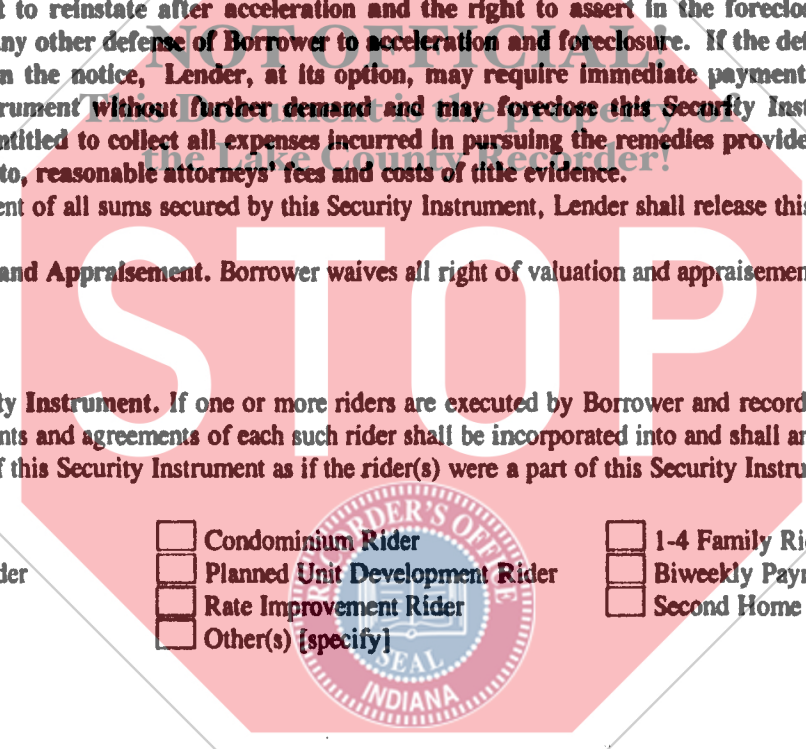 t to reinstate after acceleration and the right to assert in the foreclo
ny other defense of Borrower to acceleration and foreclosure. If the de
NOT OFFICIAL!
n the notice, Lender, at its option, may require immediate payment
rument without further demand and may foreclose this Security Inst
This Document is the property of
ntitled to collect all expenses incurred in pursuing the remedies provide
the Lake County Recorder!
to, reasonable attorneys' fees and costs of title evidence.
ent of all sums secured by this Security Instrument, Lender shall release this
and Appraisement. Borrower waives all right of valuation and appraisemen
STOP
ty Instrument. If one or more riders are executed by Borrower and record
nts and agreements of each such rider shall be incorporated into and shall a
f this Security Instrument as if the rider(s) were a part of this Security Instru
RECORDER'S OFFICE
Condominium Rider 1-4 Family Ri
der Planned Unit Development Rider Biweekly Payn
Rate Improvement Rider Second Home
Other(s) [specify]
SEAL
INDIANA